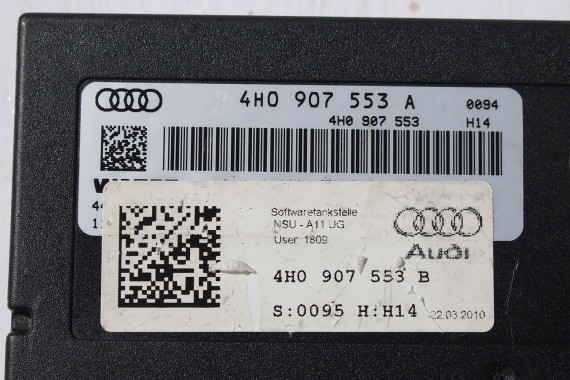 4H0 907 553 A 0094
4H0 907 553 H14
Softwaretankstelle
NSU - A11 UG
User 1809
Audi
4H0 907 553 B
S:0095 H:H14 22.03.2010